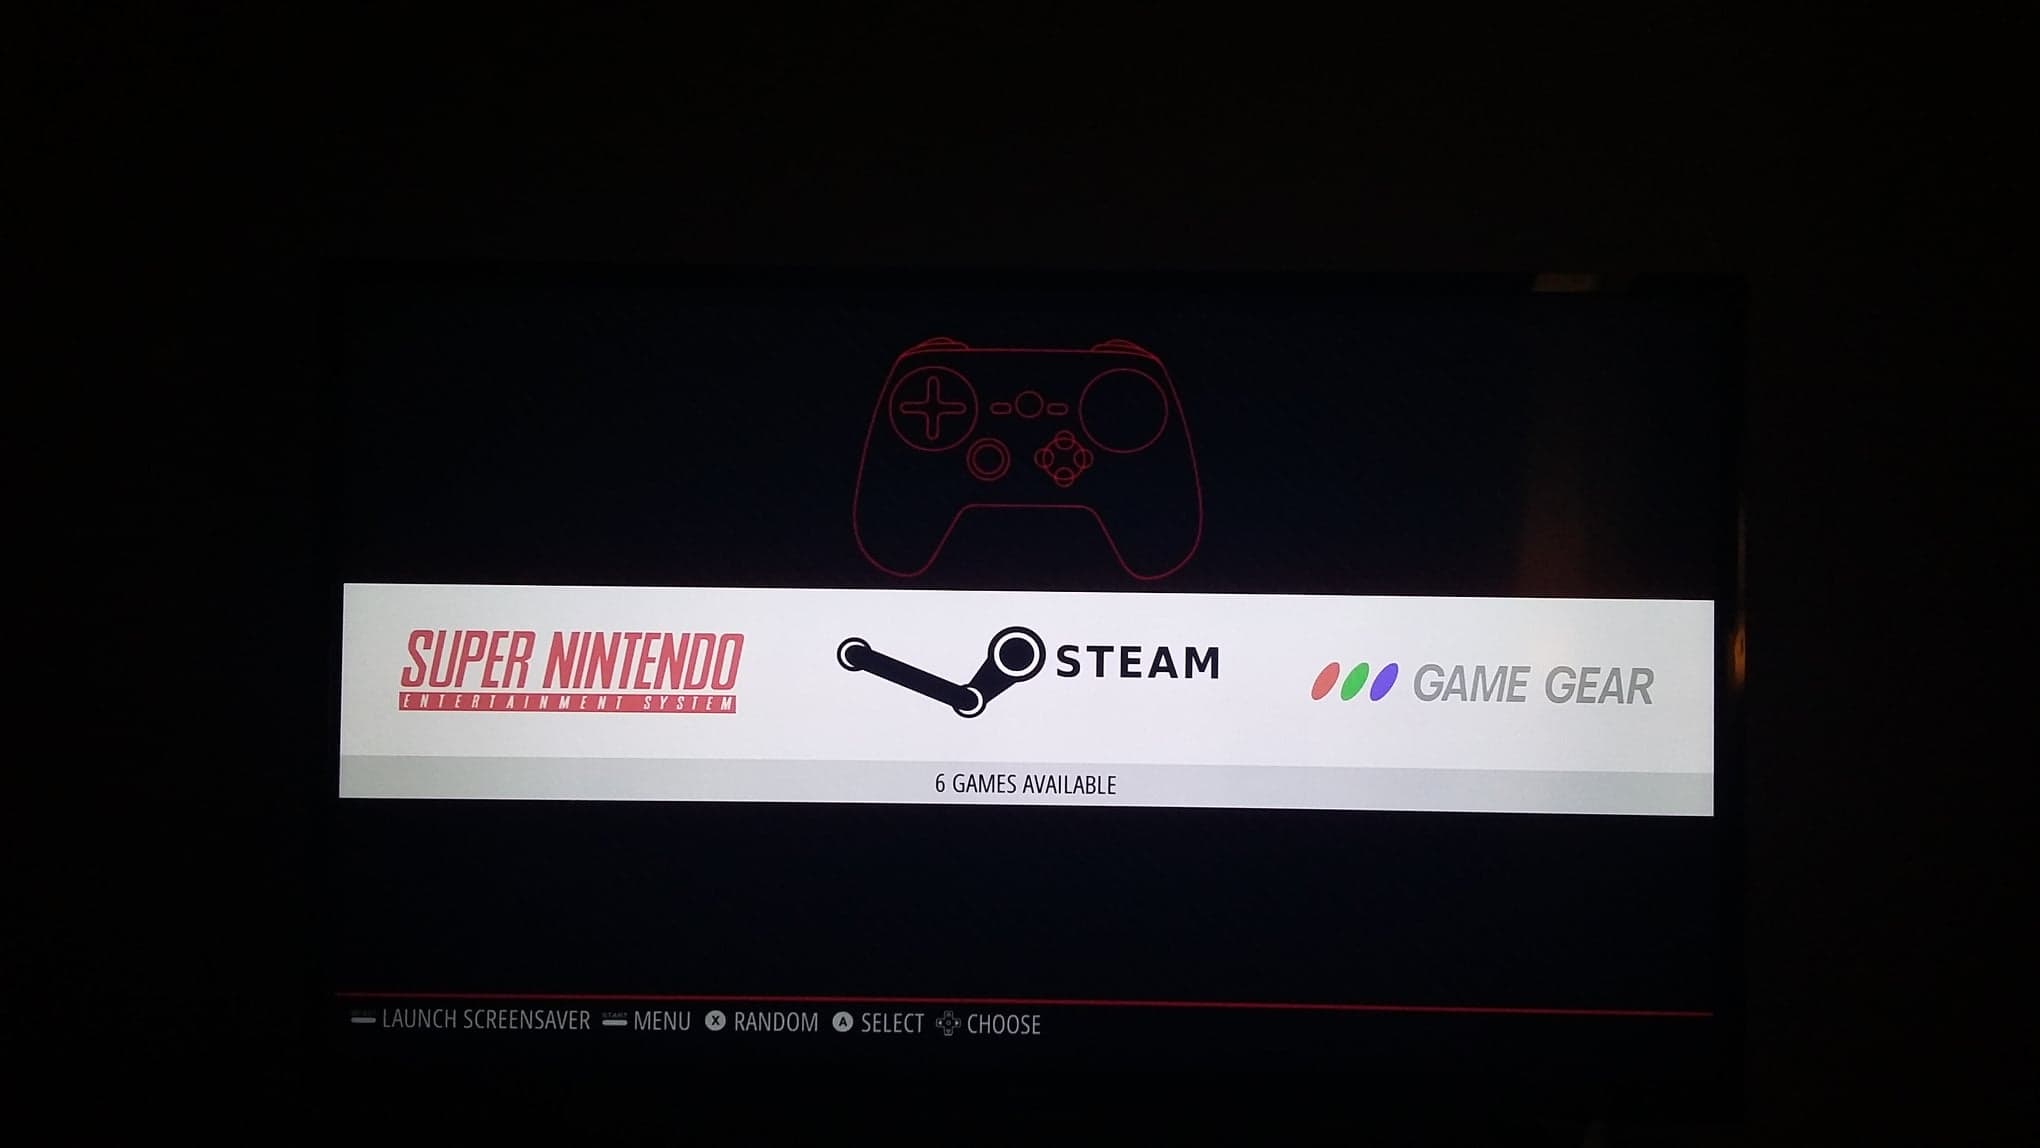 SUPER NINTENDO
ENTERTAINMENT SYSTEM
STEAM
GAME GEAR
6 GAMES AVAILABLE
LAUNCH SCREENSAVER START MENU X RANDOM A SELECT CHOOSE